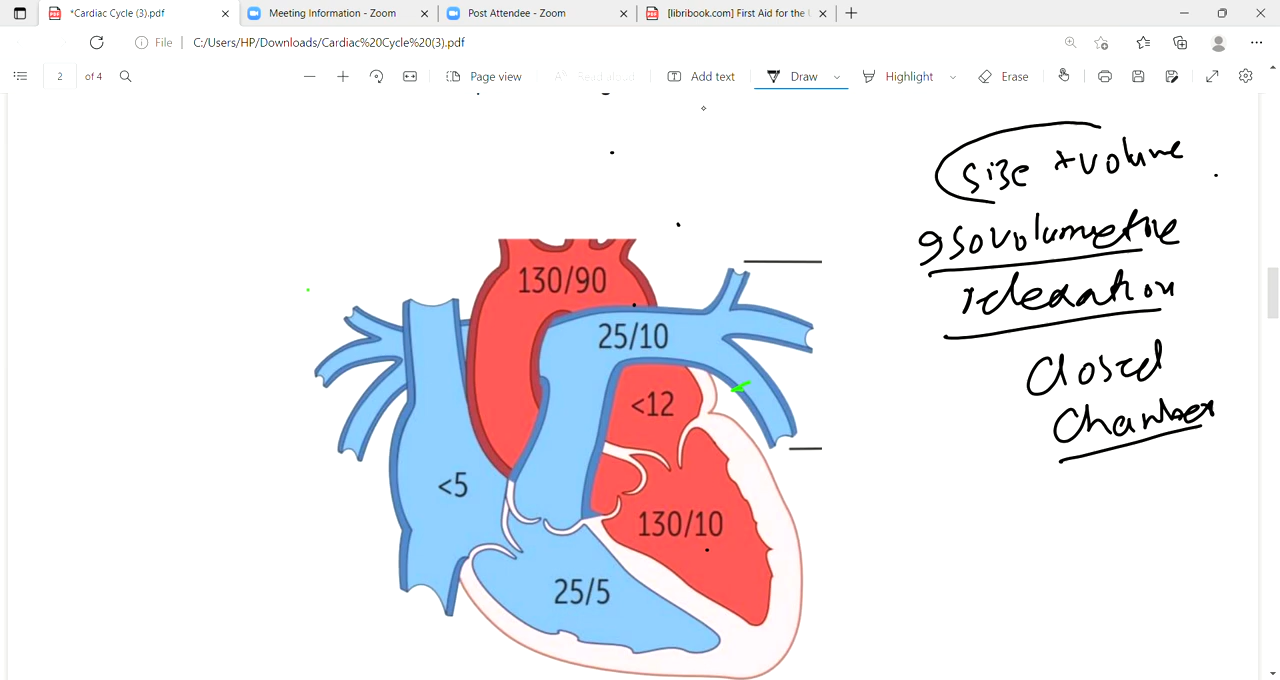 *Cardiac Cycle (3).pdf
Meeting Information - Zoom
Post Attendee - Zoom
[libribook.com] First Aid for the
File
C:/Users/HP/Downloads/Cardiac%20Cycle%20(3).pdf
2 of 4
Page view
Read aloud
Add text
Draw
Highlight
Erase
size + volume
Isovolumetric
relaxation
Closed
Chamber
130/90
25/10
<12
<5
130/10
25/5